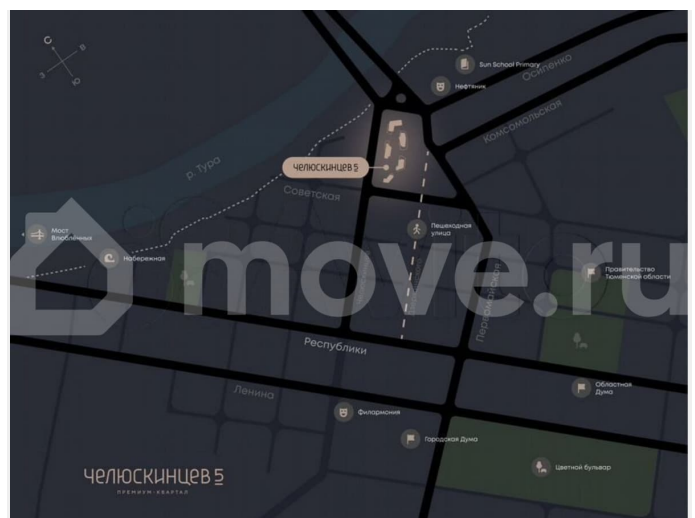 С
В
З
Ю
Sun School Primary
Осипенко
Нефтяник
Комсомольская
челюскинцев 5
р. Тура
Советская
Мост
Влюблённых
Пешеходная
улица
Набережная
move.ru
Правительство
Тюменской области
Первомайская
Республики
Ленина
Областная
Дума
Филармония
Городская Дума
Цветной бульвар
челюскинцев 5
ПРЕМИУМ-КВАРТАЛ